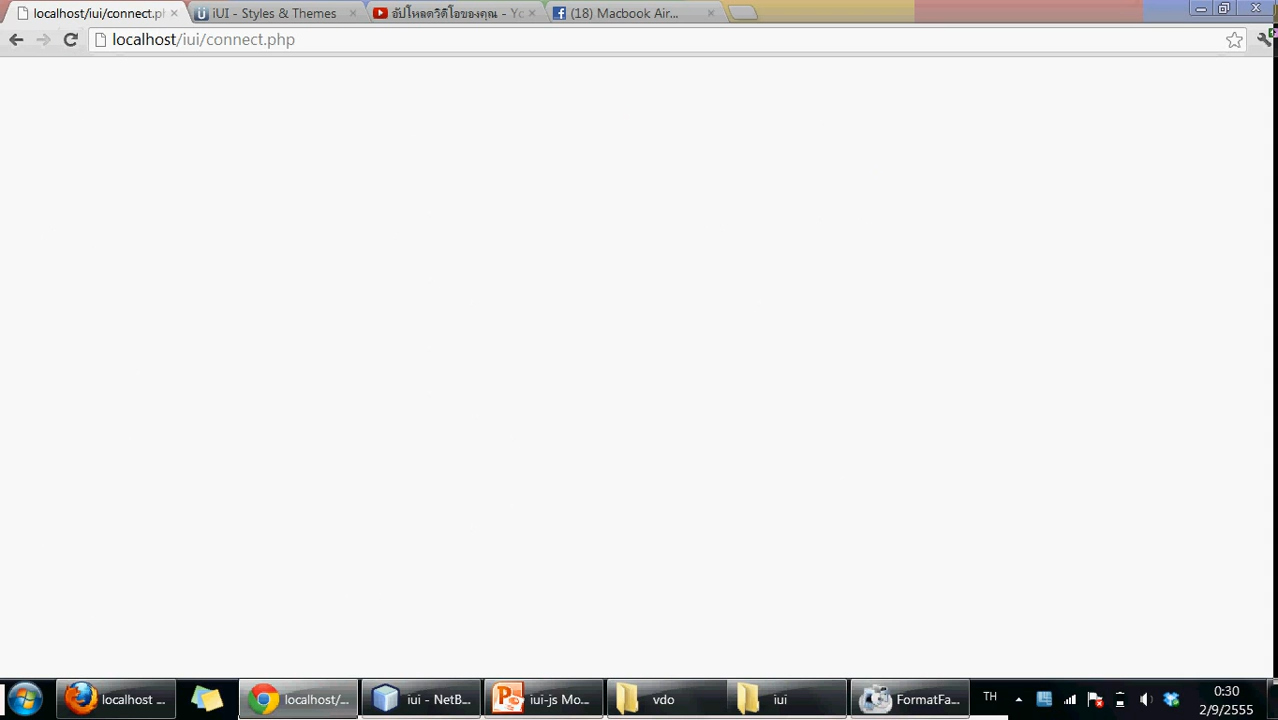 localhost/iui/connect.ph
iUI - Styles & Themes
อัปโหลดวิดีโอของคุณ - Yc
(18) Macbook Air...
localhost/iui/connect.php
localhost ...
localhost/...
iui - NetB...
iui-js Mo...
vdo
iui
FormatFa...
TH
0:30
2/9/2555